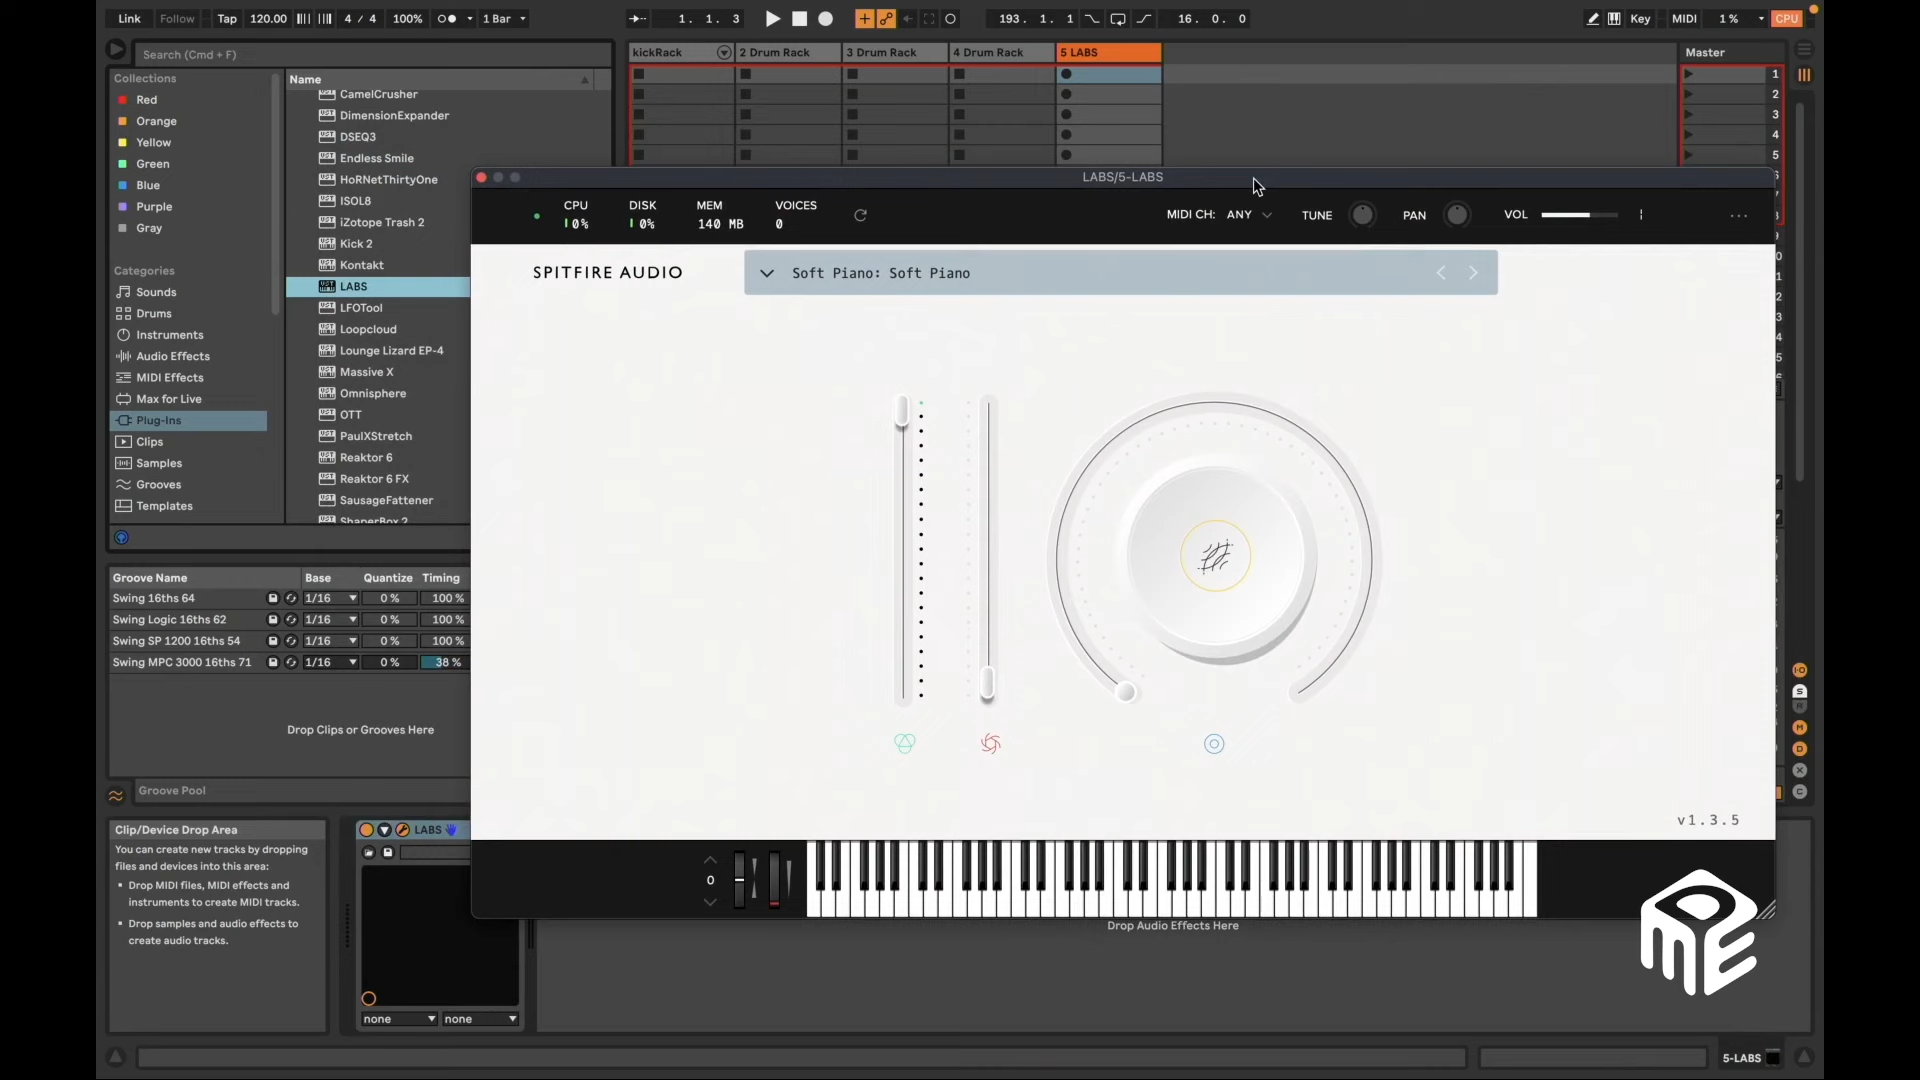 Link Follow Tap 120.00 4 / 4 100% 1 Bar 1. 1. 3 193. 1. 1 16. 0. 0 Key MIDI 1 % CPU
Search (Cmd + F)
kickRack 2 Drum Rack 3 Drum Rack 4 Drum Rack 5 LABS Master
1
2
3
4
5
Collections
Red
Orange
Yellow
Green
Blue
Purple
Gray
Categories
Sounds
Drums
Instruments
Audio Effects
MIDI Effects
Max for Live
Plug-Ins
Clips
Samples
Grooves
Templates
Name
CamelCrusher
DimensionExpander
DSEQ3
Endless Smile
HoRNetThirtyOne
ISOL8
iZotope Trash 2
Kick 2
Kontakt
LABS
LFOTool
Loopcloud
Lounge Lizard EP-4
Massive X
Omnisphere
OTT
PaulXStretch
Reaktor 6
Reaktor 6 FX
SausageFattener
ShaperBox 2
LABS/5-LABS
CPU DISK MEM VOICES
0% 0% 140 MB 0
MIDI CH: ANY TUNE PAN VOL ...
SPITFIRE AUDIO
Soft Piano: Soft Piano
v1.3.5
0
Groove Name Base Quantize Timing
Swing 16ths 64 1/16 0 % 100 %
Swing Logic 16ths 62 1/16 0 % 100 %
Swing SP 1200 16ths 54 1/16 0 % 100 %
Swing MPC 3000 16ths 71 1/16 0 % 38 %
Drop Clips or Grooves Here
Groove Pool
Clip/Device Drop Area
You can create new tracks by dropping
files and devices into this area:
Drop MIDI files, MIDI effects and
instruments to create MIDI tracks.
Drop samples and audio effects to
create audio tracks.
LABS
none none
Drop Audio Effects Here
5-LABS